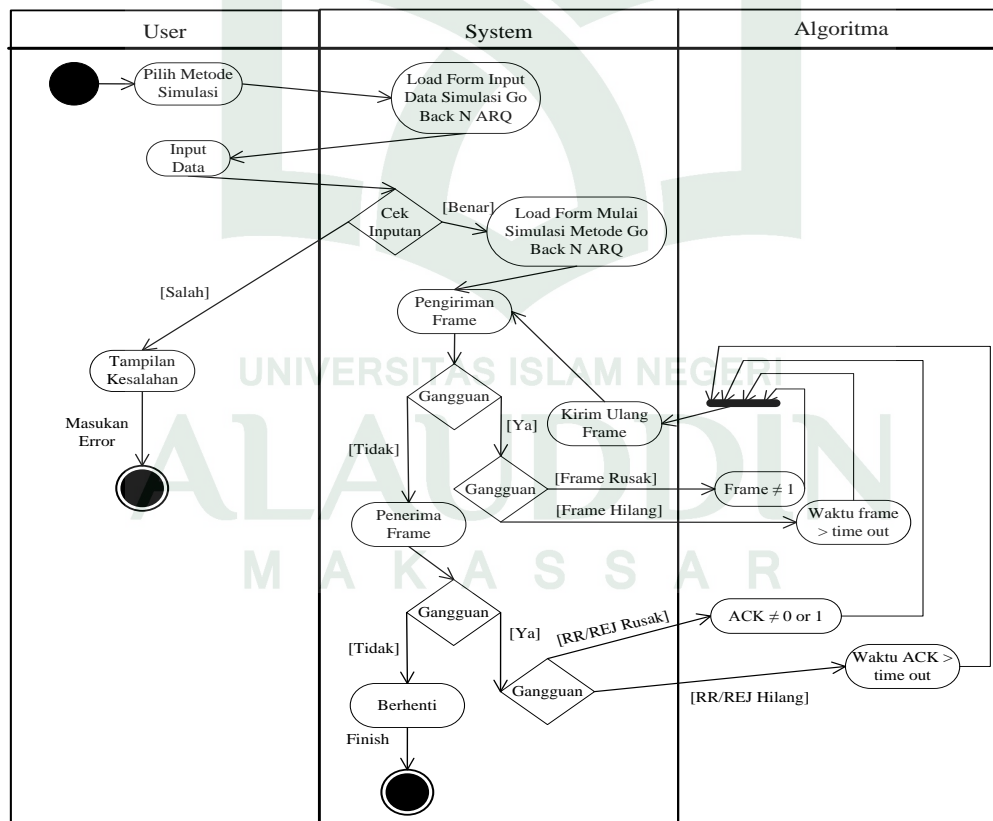 User
System
Algoritma
Pilih Metode
Simulasi
Load Form Input
Data Simulasi Go
Back N ARQ
Input
Data
Cek
Inputan
[Benar]
Load Form Mulai
Simulasi Metode Go
Back N ARQ
[Salah]
Pengiriman
Frame
Tampilan
Kesalahan
UNIVERSITAS ISLAM NEGERI
Gangguan
Kirim Ulang
Frame
Masukan
Error
ALAUDDIN
[Tidak]
[Ya]
Gangguan
[Frame Rusak]
Frame ≠ 1
[Frame Hilang]
Waktu frame
> time out
Penerima
Frame
MAKASSAR
Gangguan
[RR/REJ Rusak]
ACK ≠ 0 or 1
[Tidak]
[Ya]
Gangguan
Waktu ACK >
time out
[RR/REJ Hilang]
Berhenti
Finish